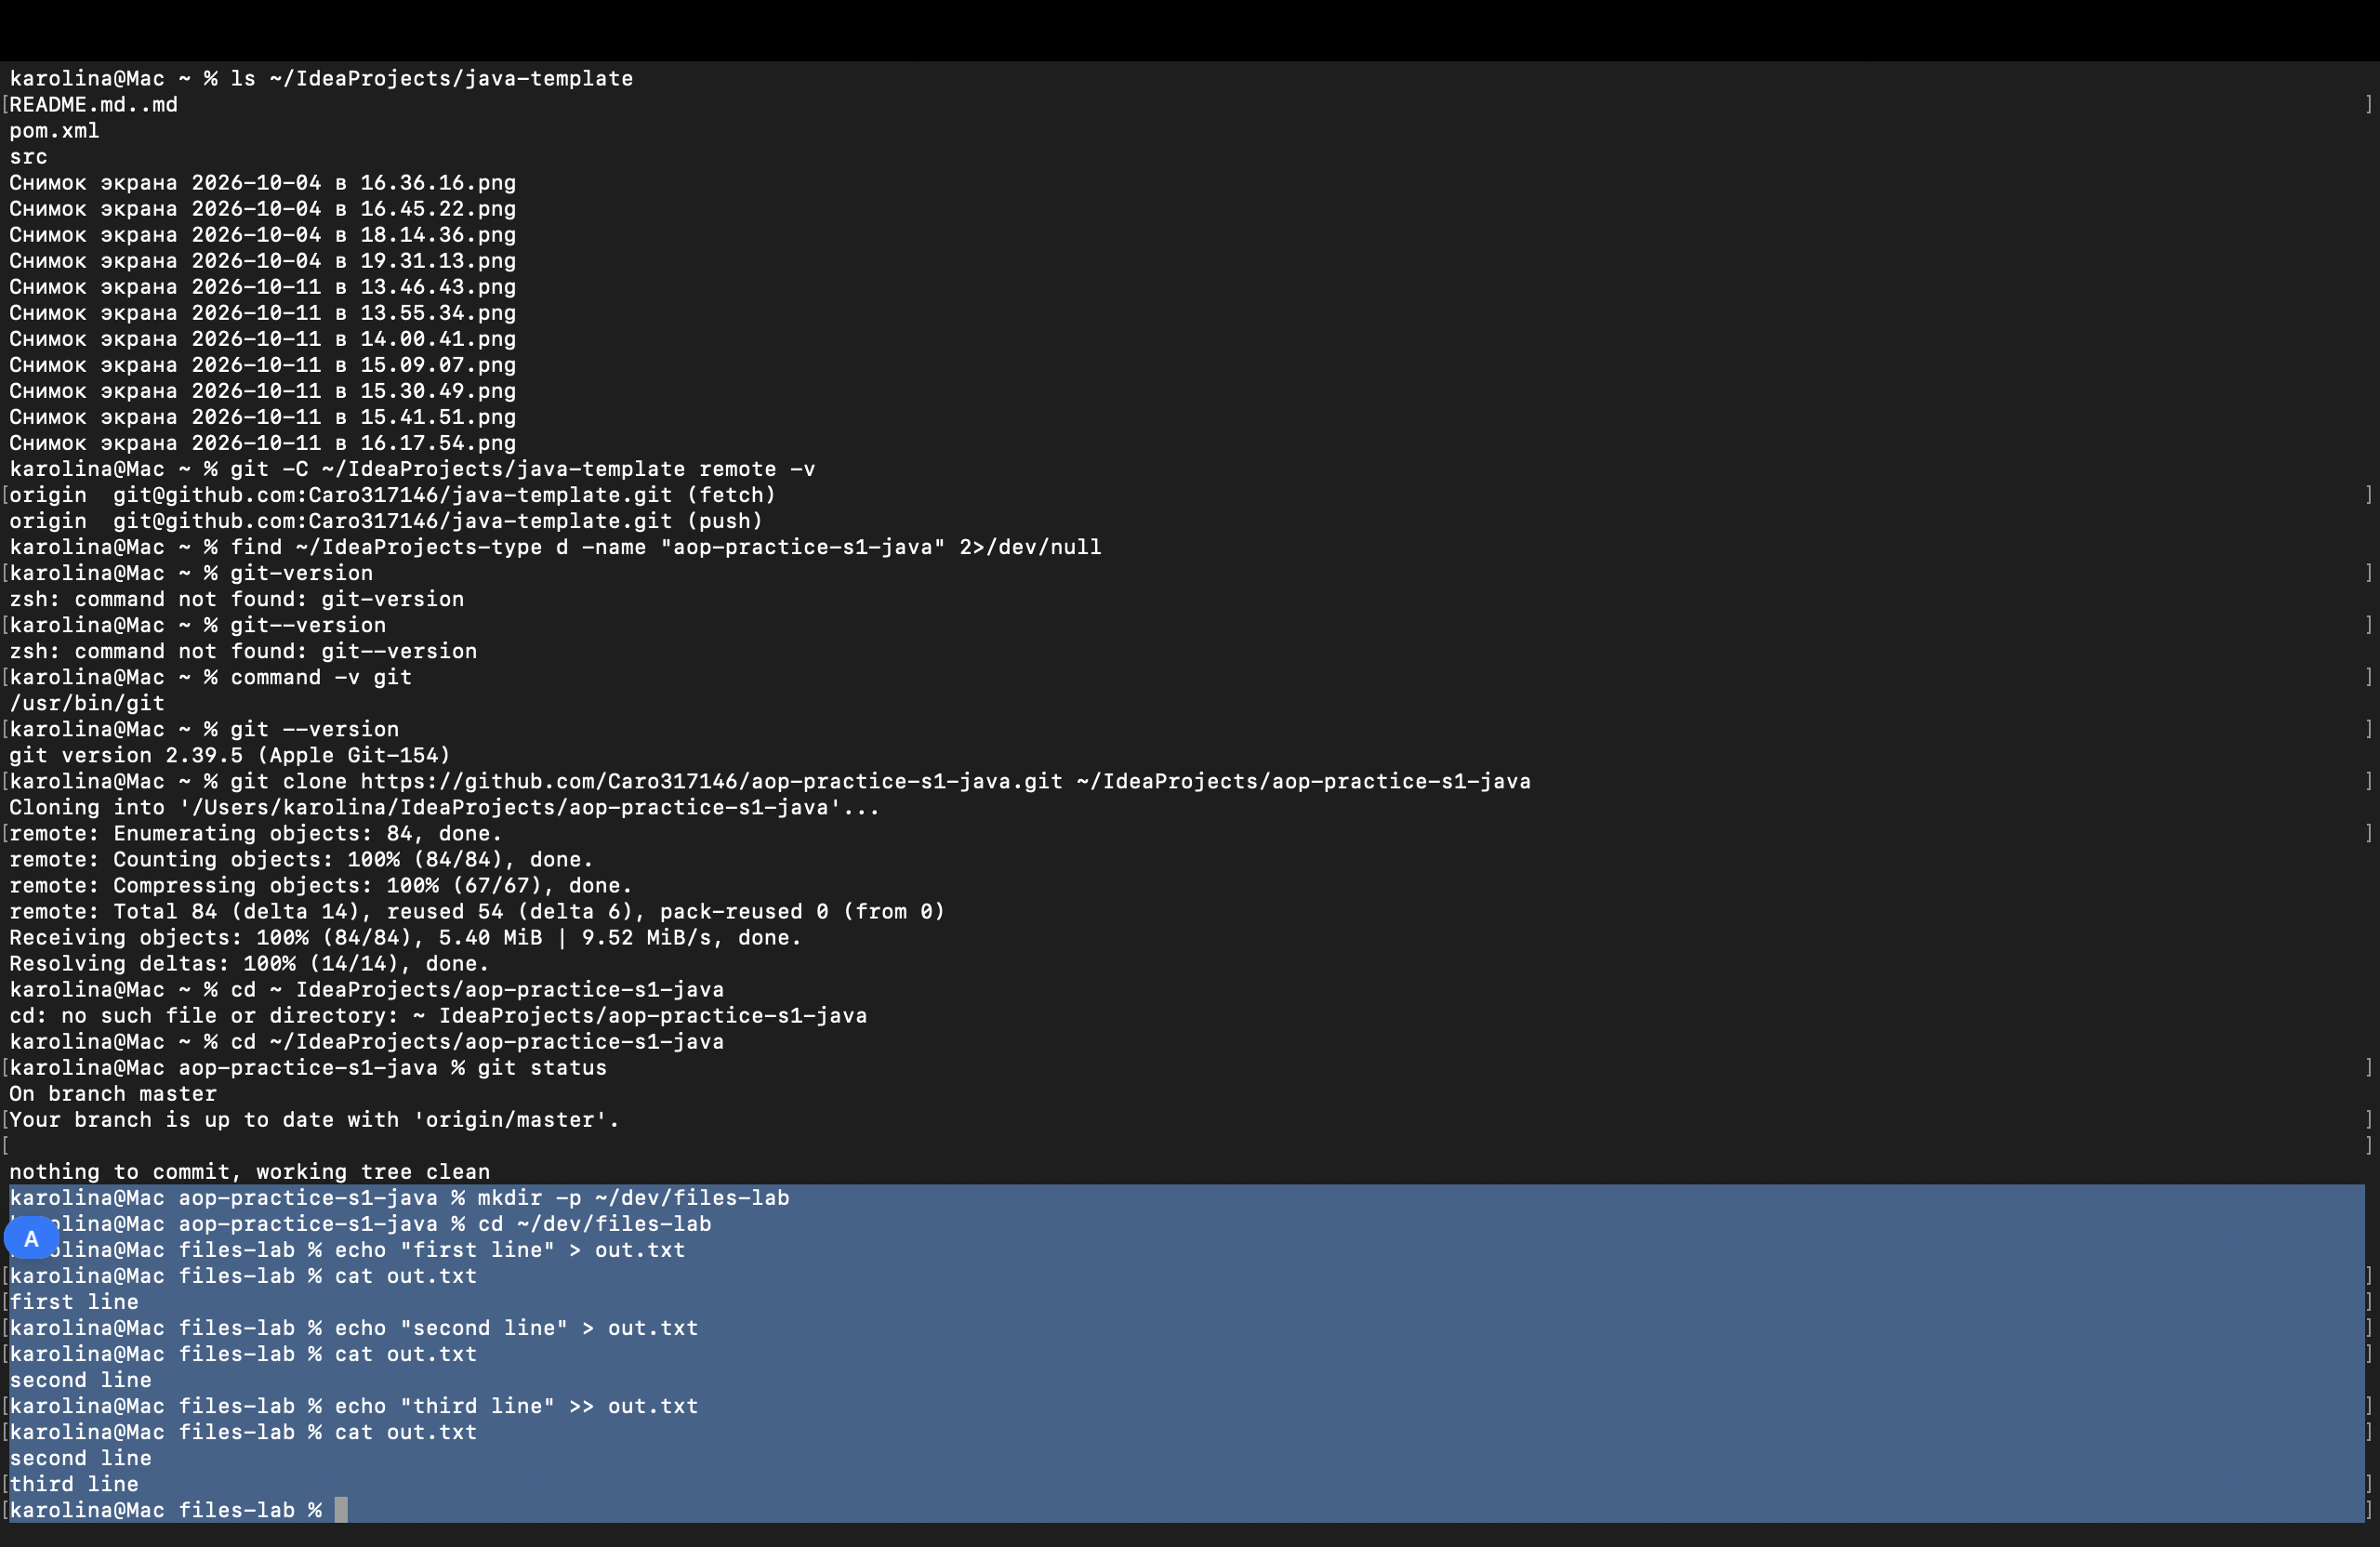 karolina@Mac ~ % ls ~/IdeaProjects/java-template
[README.md..md ]
pom.xml
src
Снимок экрана 2026-10-04 в 16.36.16.png
Снимок экрана 2026-10-04 в 16.45.22.png
Снимок экрана 2026-10-04 в 18.14.36.png
Снимок экрана 2026-10-04 в 19.31.13.png
Снимок экрана 2026-10-11 в 13.46.43.png
Снимок экрана 2026-10-11 в 13.55.34.png
Снимок экрана 2026-10-11 в 14.00.41.png
Снимок экрана 2026-10-11 в 15.09.07.png
Снимок экрана 2026-10-11 в 15.30.49.png
Снимок экрана 2026-10-11 в 15.41.51.png
Снимок экрана 2026-10-11 в 16.17.54.png
karolina@Mac ~ % git -C ~/IdeaProjects/java-template remote -v
[origin  git@github.com:Caro317146/java-template.git (fetch) ]
origin  git@github.com:Caro317146/java-template.git (push)
karolina@Mac ~ % find ~/IdeaProjects-type d -name "aop-practice-s1-java" 2>/dev/null
[karolina@Mac ~ % git-version ]
zsh: command not found: git-version
[karolina@Mac ~ % git--version ]
zsh: command not found: git--version
[karolina@Mac ~ % command -v git ]
/usr/bin/git
[karolina@Mac ~ % git --version ]
git version 2.39.5 (Apple Git-154)
[karolina@Mac ~ % git clone https://github.com/Caro317146/aop-practice-s1-java.git ~/IdeaProjects/aop-practice-s1-java ]
Cloning into '/Users/karolina/IdeaProjects/aop-practice-s1-java'...
[remote: Enumerating objects: 84, done. ]
remote: Counting objects: 100% (84/84), done.
remote: Compressing objects: 100% (67/67), done.
remote: Total 84 (delta 14), reused 54 (delta 6), pack-reused 0 (from 0)
Receiving objects: 100% (84/84), 5.40 MiB | 9.52 MiB/s, done.
Resolving deltas: 100% (14/14), done.
karolina@Mac ~ % cd ~ IdeaProjects/aop-practice-s1-java
cd: no such file or directory: ~ IdeaProjects/aop-practice-s1-java
karolina@Mac ~ % cd ~/IdeaProjects/aop-practice-s1-java
[karolina@Mac aop-practice-s1-java % git status ]
On branch master
[Your branch is up to date with 'origin/master'. ]
[ ]
nothing to commit, working tree clean
karolina@Mac aop-practice-s1-java % mkdir -p ~/dev/files-lab
karolina@Mac aop-practice-s1-java % cd ~/dev/files-lab
A
files-lab % echo "first line" > out.txt
[karolina@Mac files-lab % cat out.txt ]
[first line ]
[karolina@Mac files-lab % echo "second line" > out.txt ]
[karolina@Mac files-lab % cat out.txt ]
second line
[karolina@Mac files-lab % echo "third line" >> out.txt ]
[karolina@Mac files-lab % cat out.txt ]
second line
[third line ]
[karolina@Mac files-lab % ]